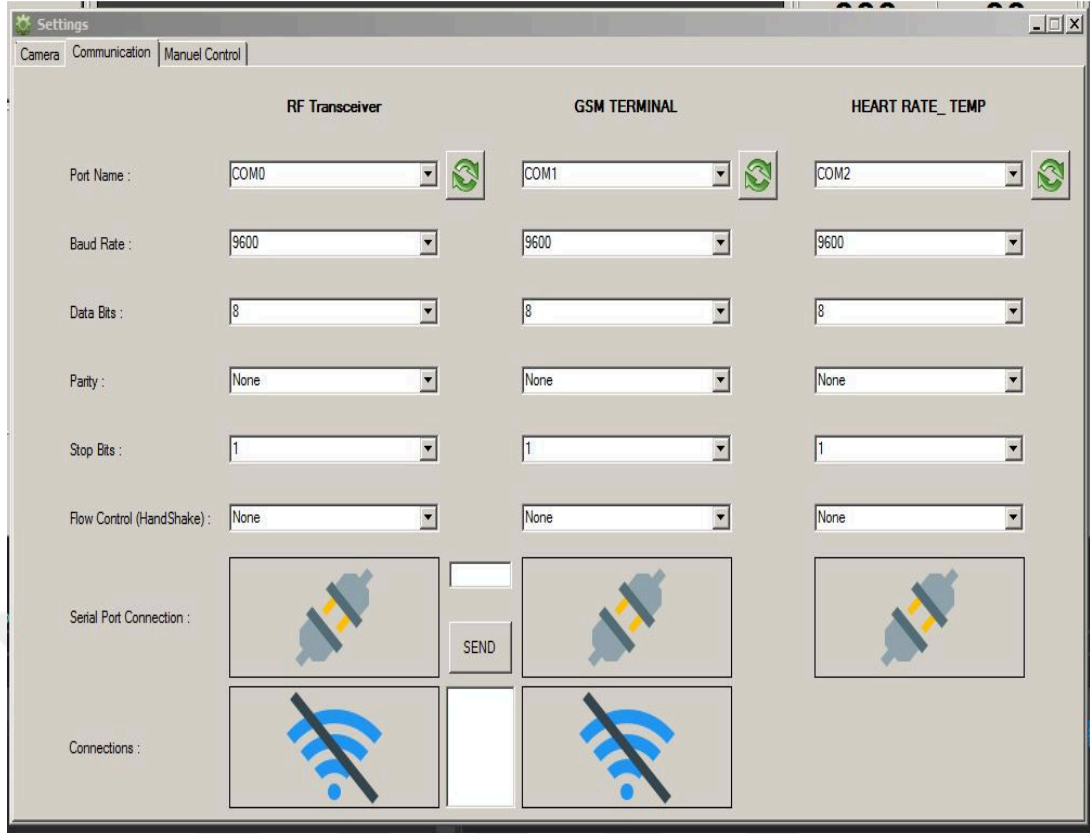 Settings
Camera Communication Manuel Control
RF Transceiver GSM TERMINAL HEART RATE_ TEMP
Port Name : COM0 COM1 COM2
Baud Rate : 9600 9600 9600
Data Bits : 8 8 8
Parity : None None None
Stop Bits : 1 1 1
Flow Control (HandShake) : None None None
Serial Port Connection :
SEND
Connections :